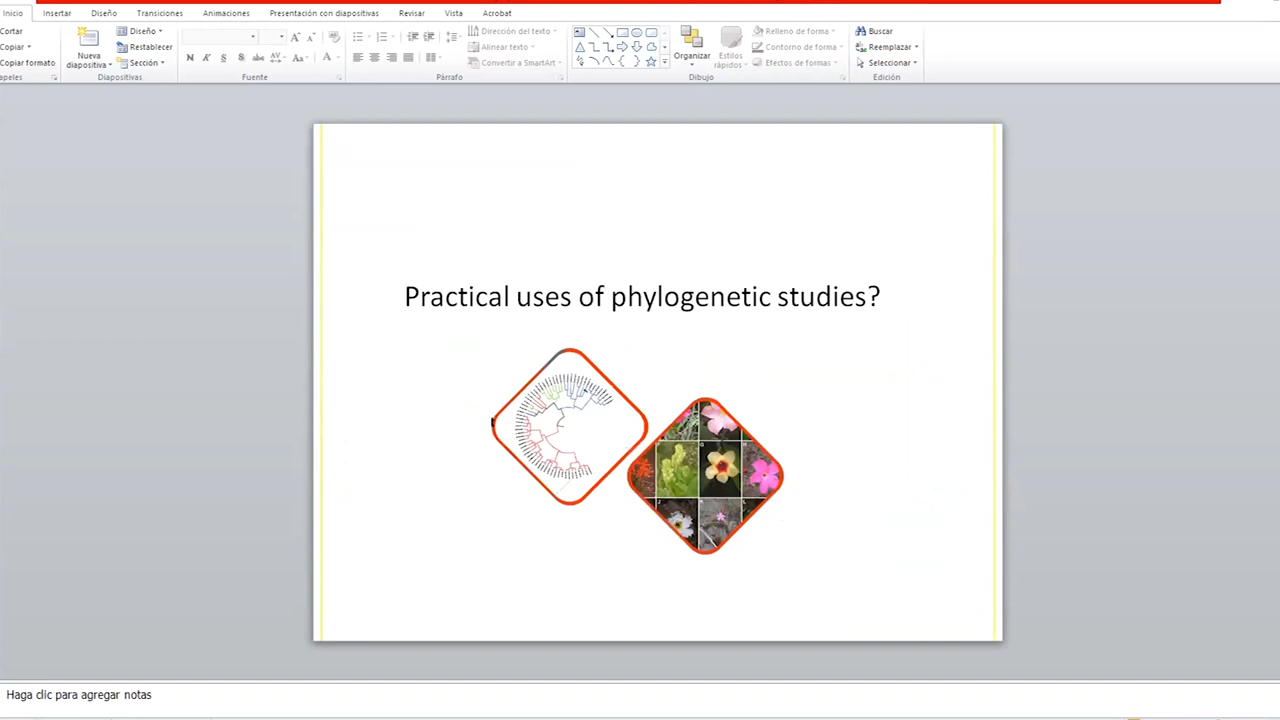 Inicio Insertar Diseño Transiciones Animaciones Presentación con diapositivas Revisar Vista Acrobat
Cortar
Copiar
Copiar formato
Nueva
diapositiva
Diseño
Restablecer
Sección
Diapositivas
N K S abc AV Aa A
Fuente
Dirección del texto
Alinear texto
Convertir a SmartArt
Párrafo
Organizar
Estilos
rápidos
Relleno de forma
Contorno de forma
Efectos de formas
Dibujo
Buscar
Reemplazar
Seleccionar
Edición
Practical uses of phylogenetic studies?
Haga clic para agregar notas